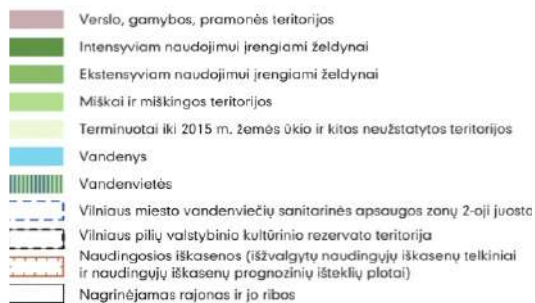 Verslo, gamybos, pramonės teritorijos
Intensyviam naudojimui įrengiami želdynai
Ekstensyviam naudojimui įrengiami želdynai
Miškai ir miškingos teritorijos
Terminuotai iki 2015 m. žemės ūkio ir kitos neužstatytos teritorijos
Vandenys
Vandenvietės
Vilniaus miesto vandenviečių sanitarinės apsaugos zonų 2-oji juosta
Vilniaus pilių valstybinio kultūrinio rezervato teritorija
Naudingosios iškasenos (išžvalgytų naudingųjų iškasenų telkiniai
ir naudingųjų iškasenų prognozinių išteklių plotai)
Nagrinėjamas rajonas ir jo ribos